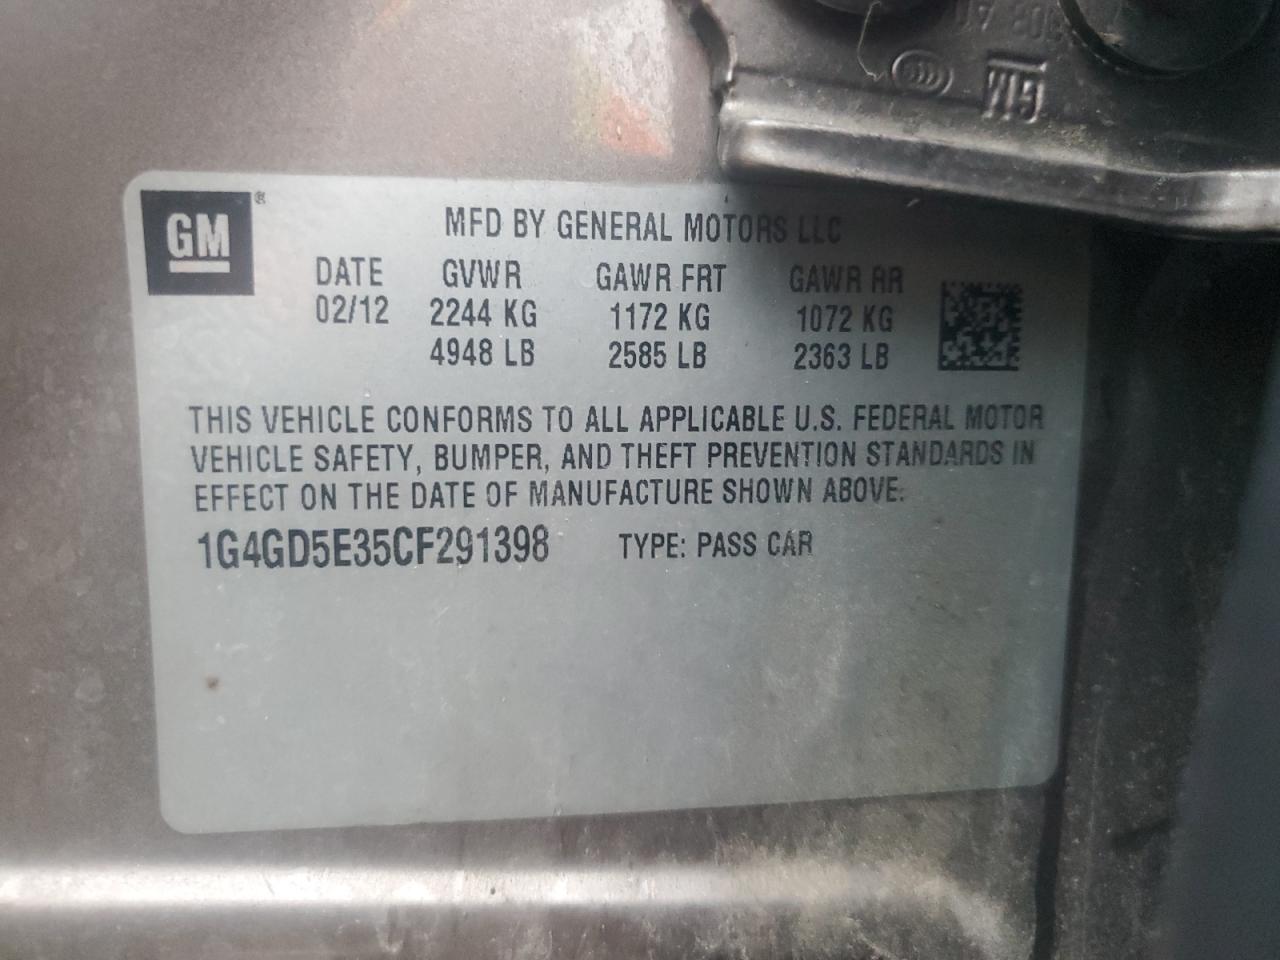 GM
GM ®
MFD BY GENERAL MOTORS LLC
DATE GVWR GAWR FRT GAWR RR
02/12 2244 KG 1172 KG 1072 KG
4948 LB 2585 LB 2363 LB
THIS VEHICLE CONFORMS TO ALL APPLICABLE U.S. FEDERAL MOTOR
VEHICLE SAFETY, BUMPER, AND THEFT PREVENTION STANDARDS IN
EFFECT ON THE DATE OF MANUFACTURE SHOWN ABOVE.
1G4GD5E35CF291398 TYPE: PASS CAR